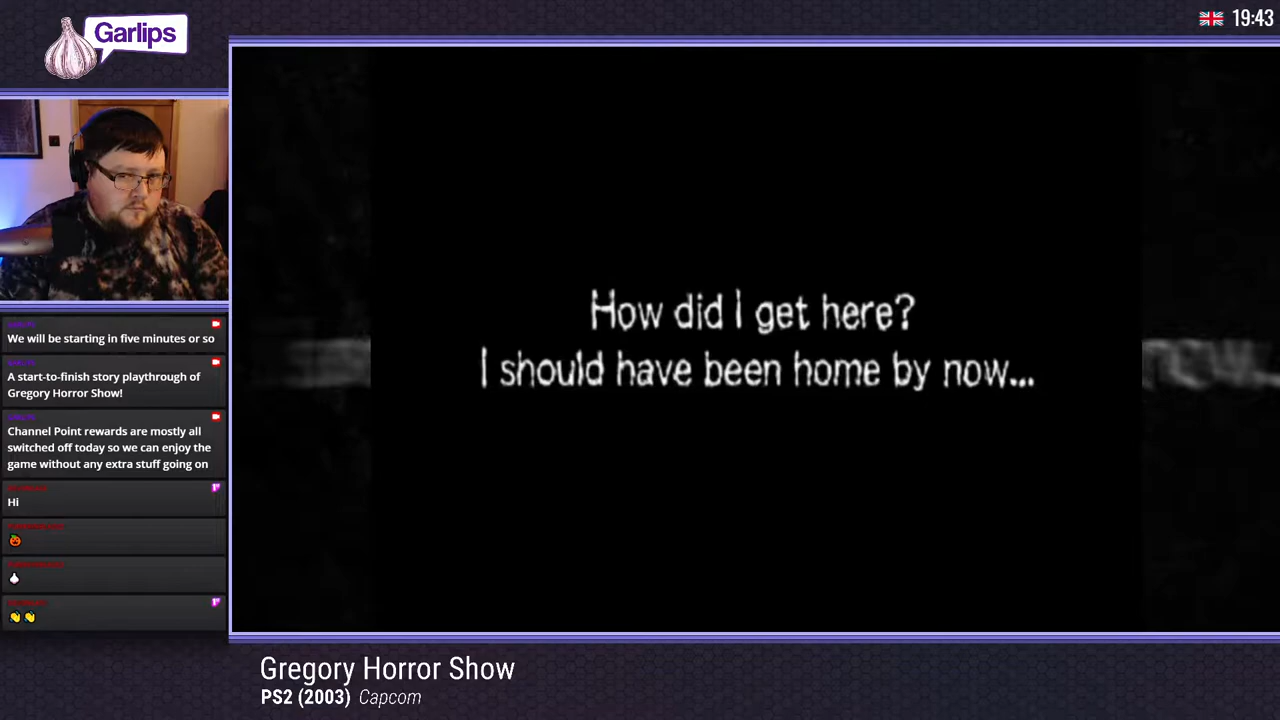 Garlips
19:43
We will be starting in five minutes or so
A start-to-finish story playthrough of
Gregory Horror Show!
Channel Point rewards are mostly all
switched off today so we can enjoy the
game without any extra stuff going on
Hi
How did I get here?
I should have been home by now...
Gregory Horror Show
PS2 (2003) Capcom